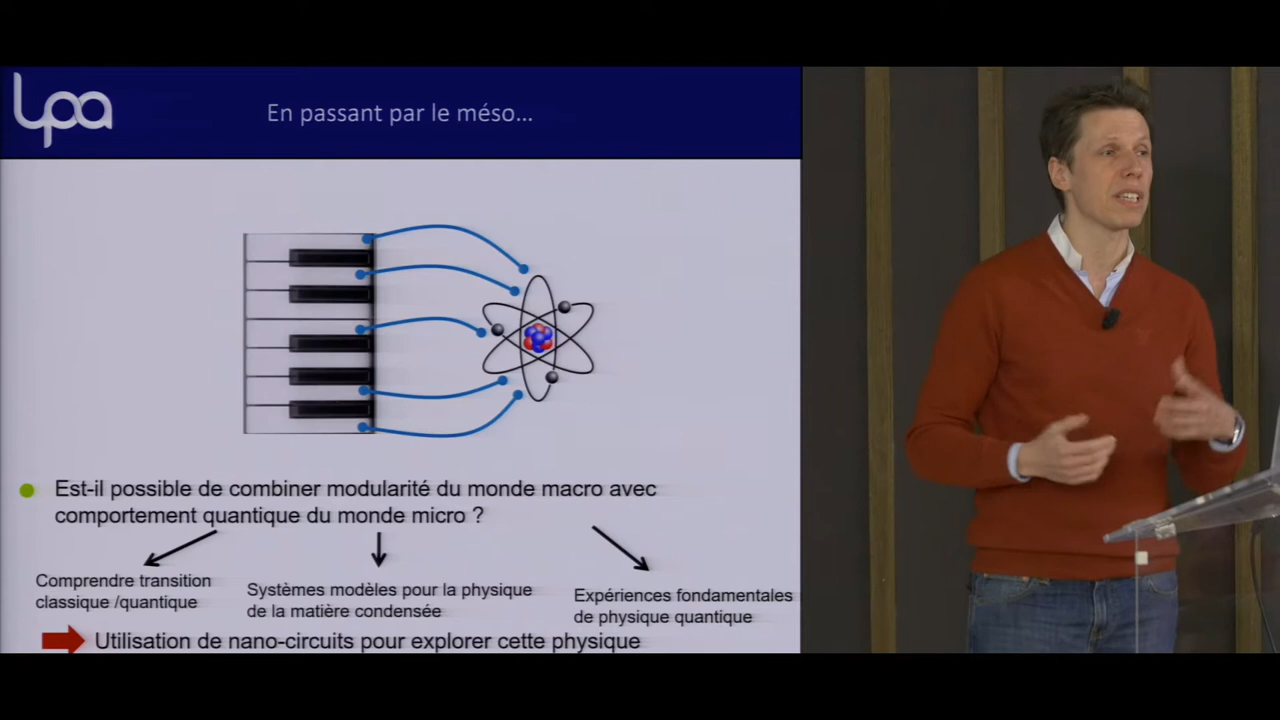 lpa
En passant par le méso...
Est-il possible de combiner modularité du monde macro avec
comportement quantique du monde micro ?
Comprendre transition
classique /quantique
Systèmes modèles pour la physique
de la matière condensée
Expériences fondamentales
de physique quantique
Utilisation de nano-circuits pour explorer cette physique